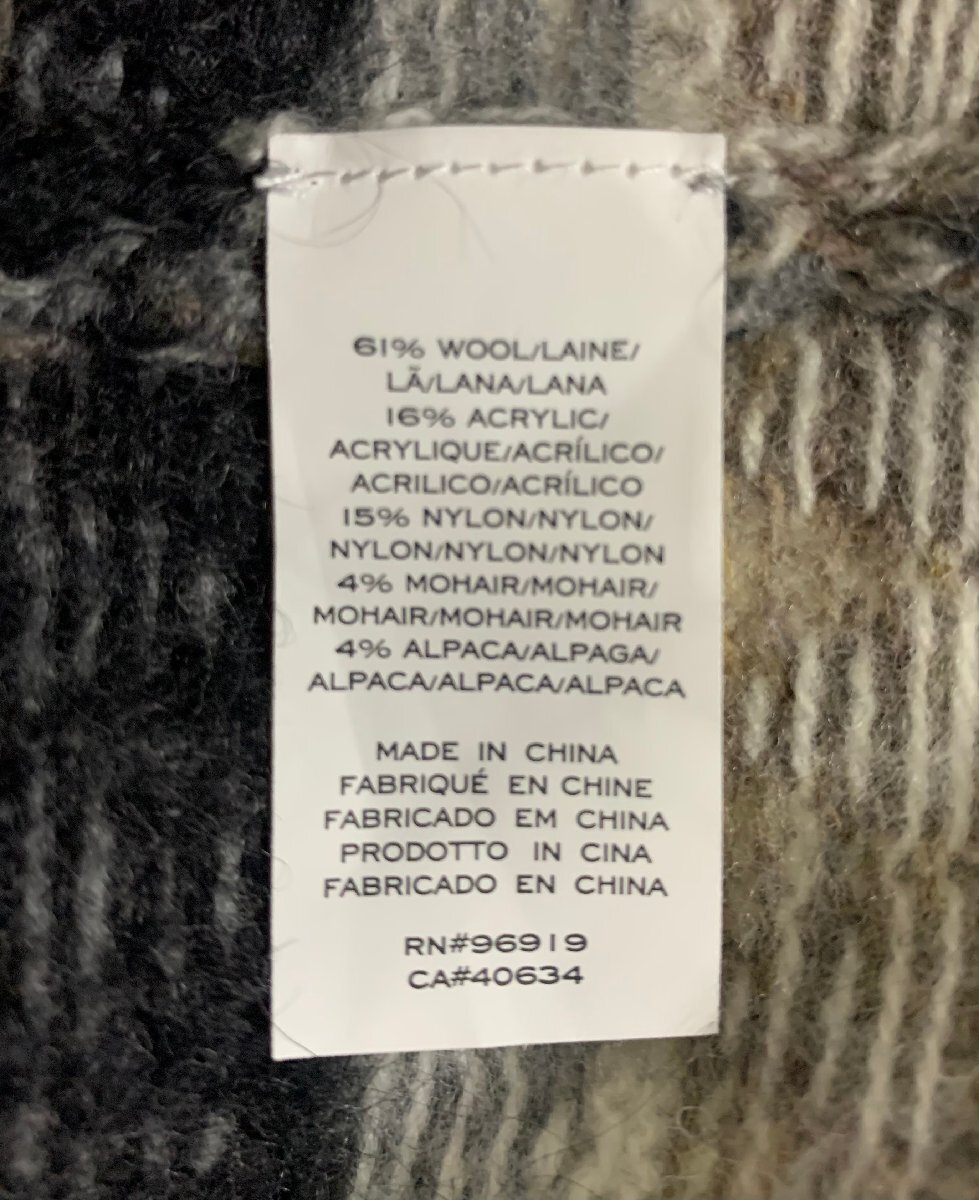 61% WOOL/LAINE/
LÃ/LANA/LANA
16% ACRYLIC/
ACRYLIQUE/ACRÍLICO/
ACRILICO/ACRÍLICO
15% NYLON/NYLON/
NYLON/NYLON/NYLON
4% MOHAIR/MOHAIR/
MOHAIR/MOHAIR/MOHAIR
4% ALPACA/ALPAGA/
ALPACA/ALPACA/ALPACA
MADE IN CHINA
FABRIQUÉ EN CHINE
FABRICADO EM CHINA
PRODOTTO IN CINA
FABRICADO EN CHINA
RN#96919
CA#40634